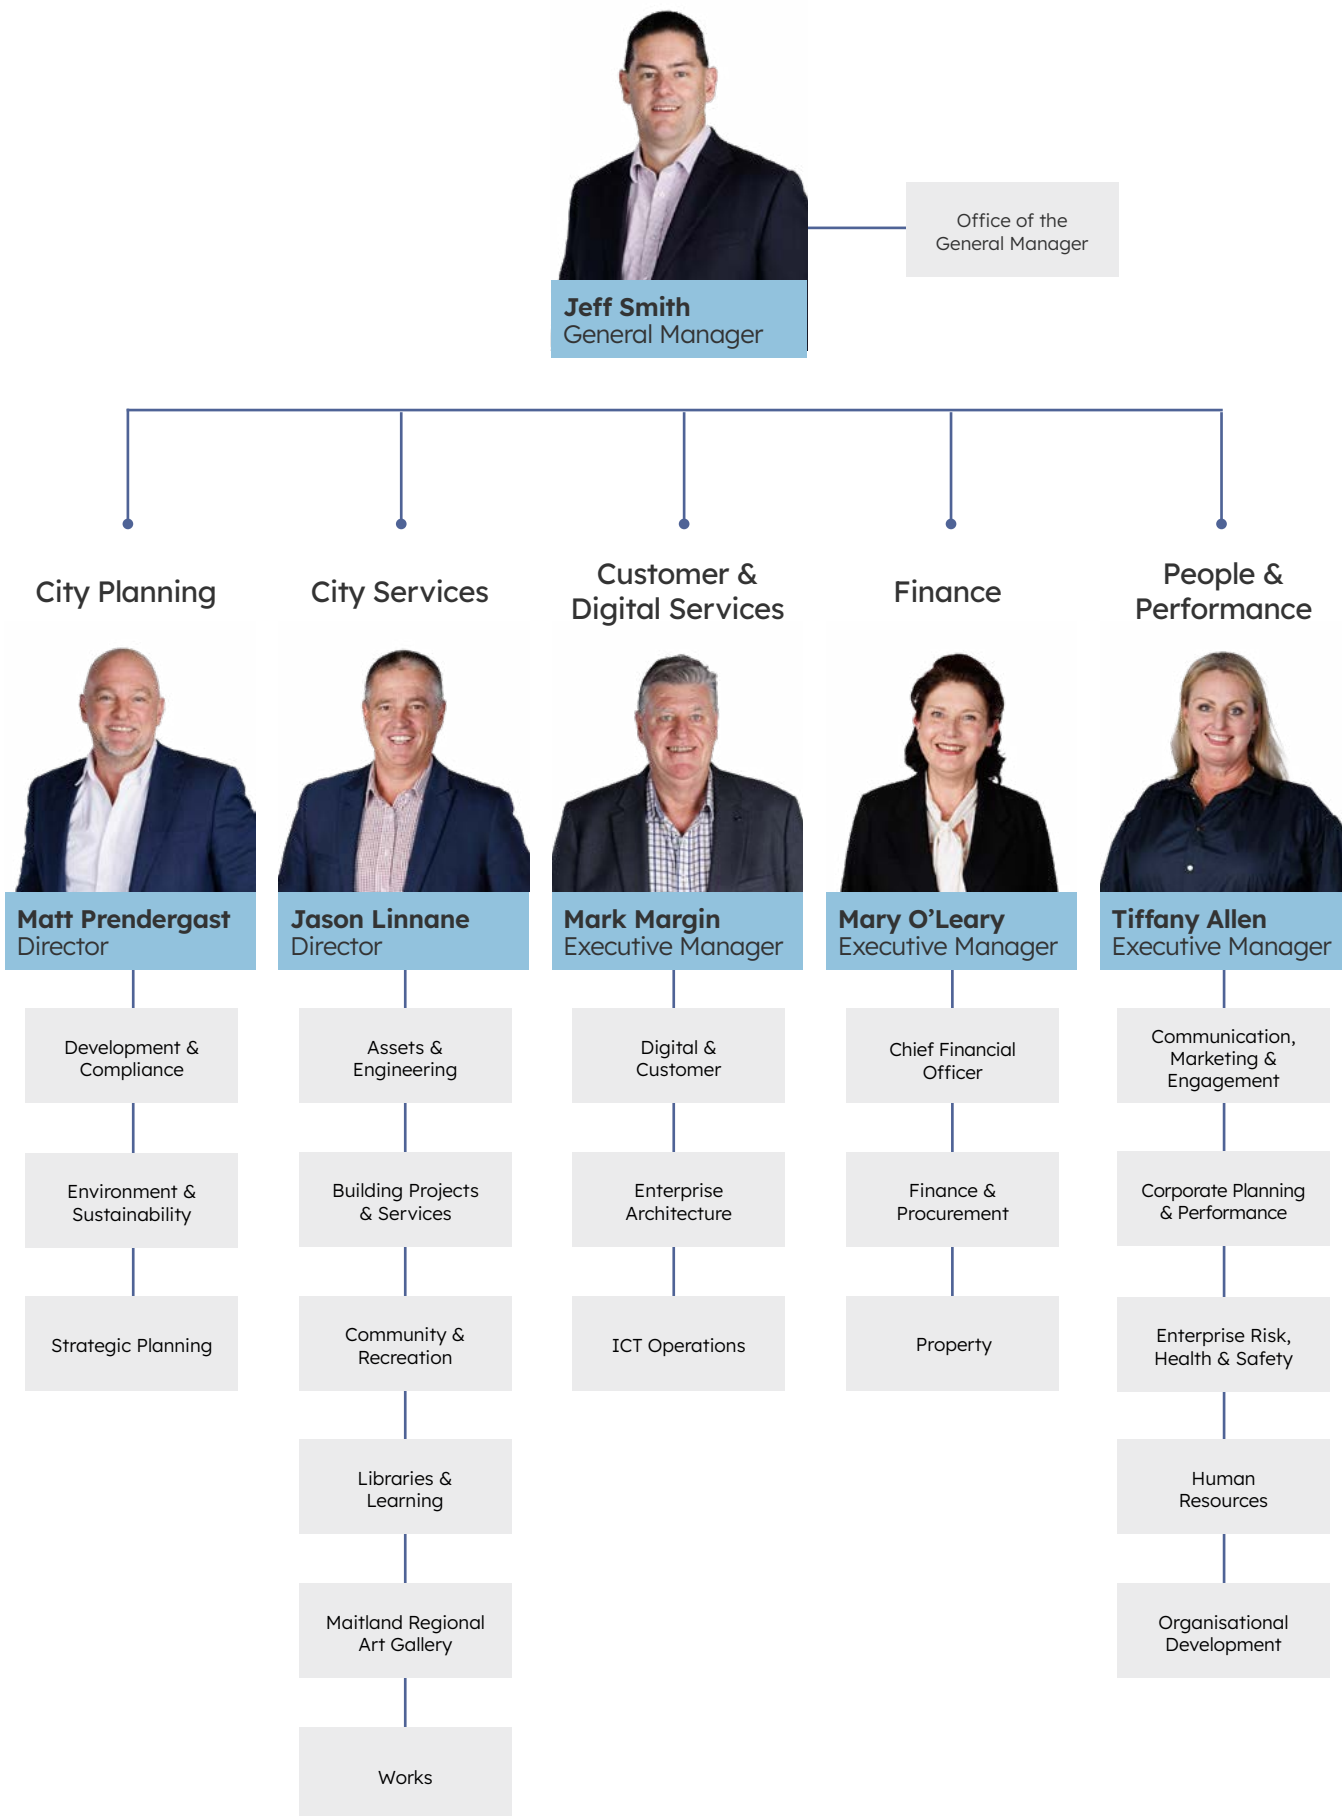 Office of the
General Manager
Jeff Smith
General Manager
City Planning
City Services
Customer &
Digital Services
Finance
People &
Performance
Matt Prendergast
Director
Jason Linnane
Director
Mark Margin
Executive Manager
Mary O’Leary
Executive Manager
Tiffany Allen
Executive Manager
Development &
Compliance
Environment &
Sustainability
Strategic Planning
Assets &
Engineering
Building Projects
& Services
Community &
Recreation
Libraries &
Learning
Maitland Regional
Art Gallery
Works
Digital &
Customer
Enterprise
Architecture
ICT Operations
Chief Financial
Officer
Finance &
Procurement
Property
Communication,
Marketing &
Engagement
Corporate Planning
& Performance
Enterprise Risk,
Health & Safety
Human
Resources
Organisational
Development